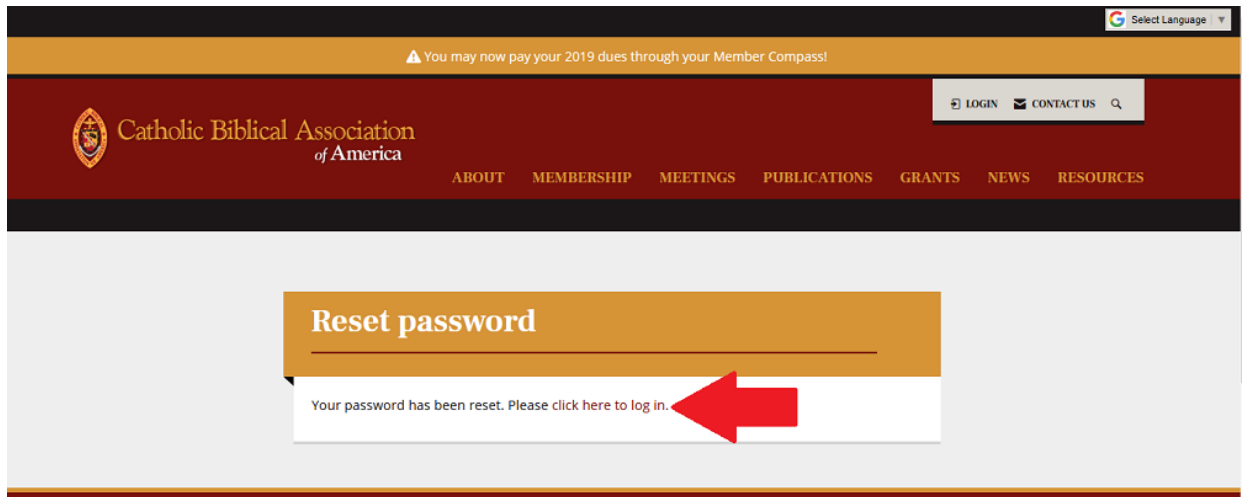 Select Language
You may now pay your 2019 dues through your Member Compass!
LOGIN CONTACT US
Catholic Biblical Association
of America
ABOUT MEMBERSHIP MEETINGS PUBLICATIONS GRANTS NEWS RESOURCES
Reset password
Your password has been reset. Please click here to log in.